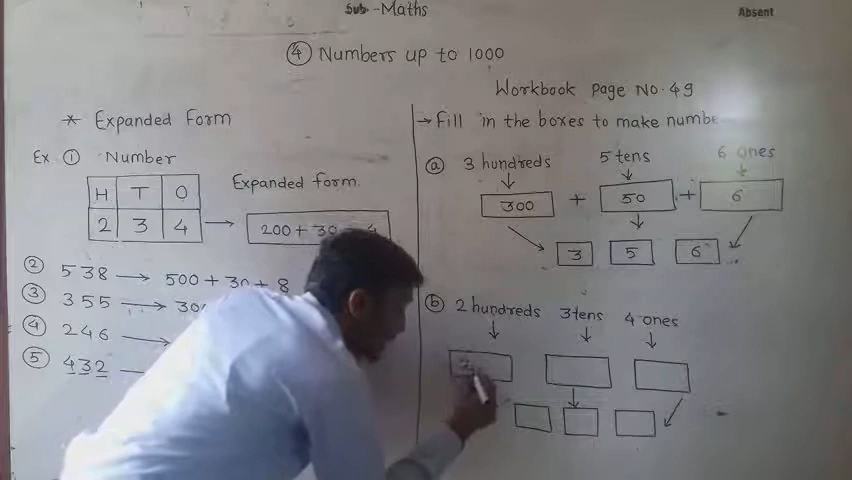 Sub. - Maths
Absent
④ Numbers up to 1000
Workbook Page No. 49
* Expanded Form
→ Fill in the boxes to make numbe
Ex. ① Number
Expanded form.
H T O
2 3 4 → 200 + 30 4
② 538 → 500 + 30 + 8
③ 355 → 300
④ 246 →
⑤ 432
ⓐ 3 hundreds 5 tens 6 ones
300 + 50 + 6
3 5 6
ⓑ 2 hundreds 3 tens 4 ones
2